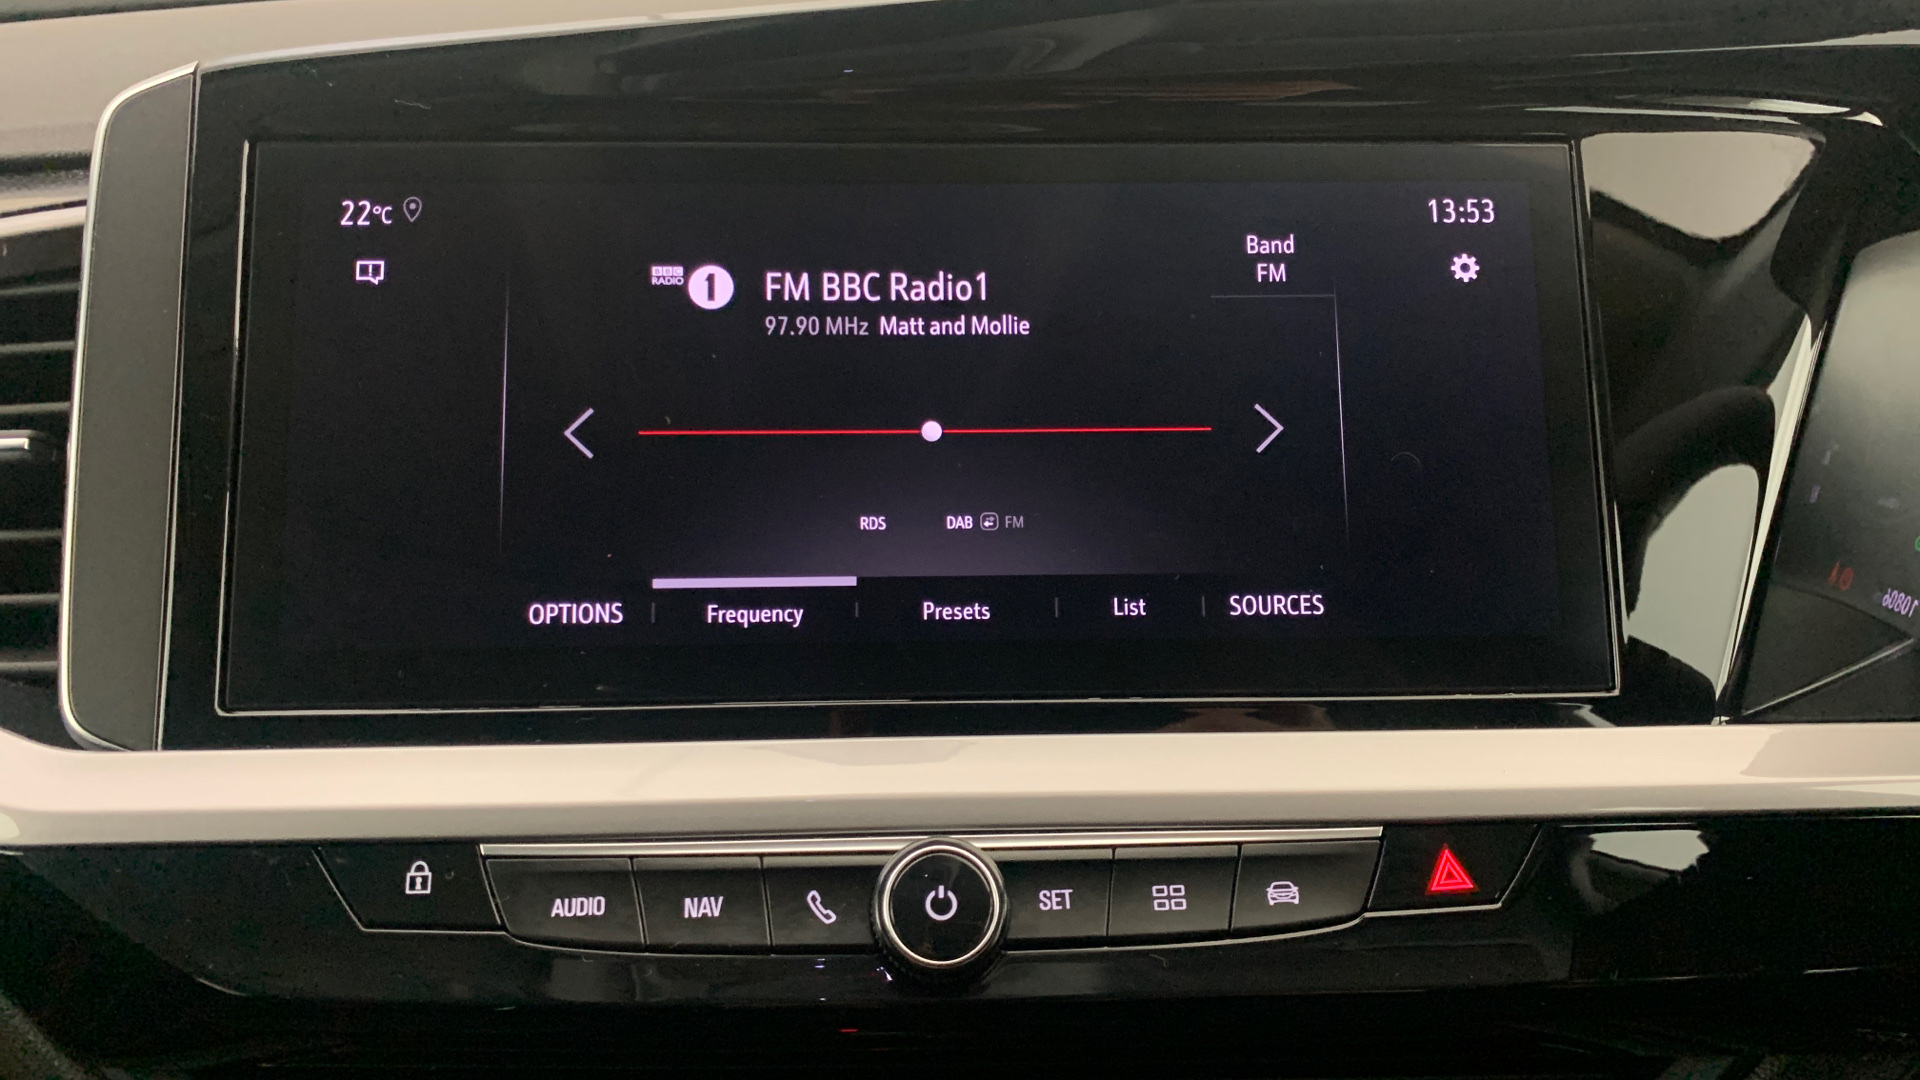 22°C
13:53
BBC
RADIO
1
FM BBC Radio1
97.90 MHz Matt and Mollie
Band
FM
RDS
DAB FM
OPTIONS
Frequency
Presets
List
SOURCES
AUDIO
NAV
SET